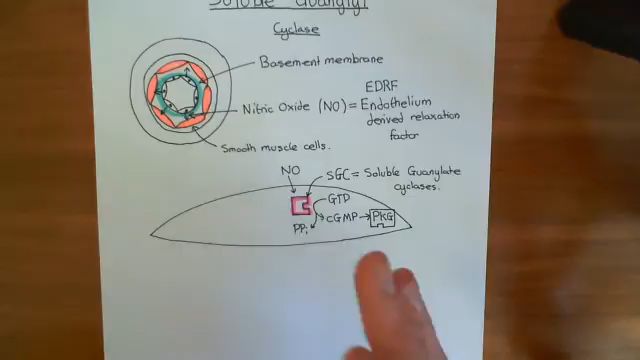 Soluble Guanylyl
Cyclase
Basement membrane
Nitric Oxide (NO) = EDRF
Endothelium
derived relaxation
factor
Smooth muscle cells.
NO
SGC = Soluble Guanylate
cyclases.
GTP
cGMP → PKG
PPi